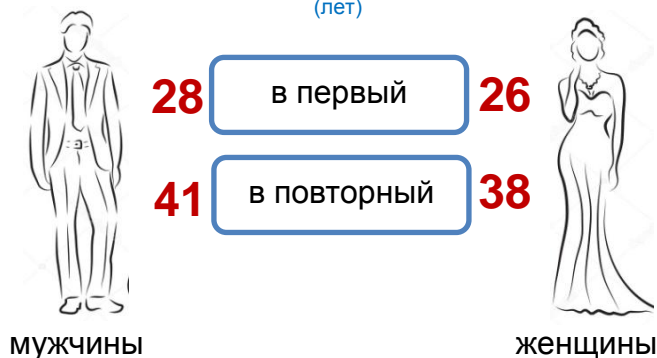 (лет)
28 в первый 26
41 в повторный 38
мужчины женщины